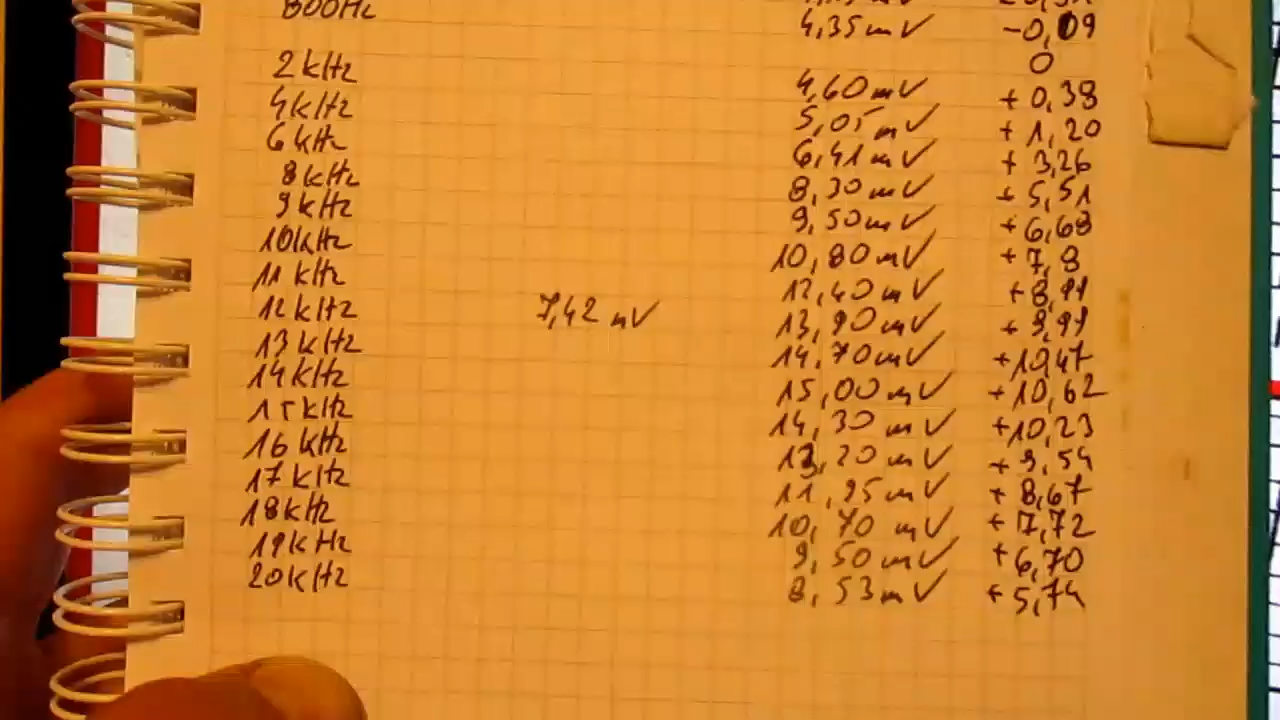 800Hz 4,35mV -0,09
0
2kHz 4,60mV +0,38
4kHz 5,05mV +1,20
6kHz 6,41mV +3,26
8kHz 8,30mV +5,51
9kHz 9,50mV +6,68
10kHz 10,80mV +7,8
11kHz 12,40mV +8,99
12kHz 7,42mV 13,90mV +9,99
13kHz 14,70mV +10,47
14kHz 15,00mV +10,62
15kHz 14,30mV +10,23
16kHz 13,20mV +9,54
17kHz 11,95mV +8,67
18kHz 10,70mV +7,72
19kHz 9,50mV +6,70
20kHz 8,53mV +5,74